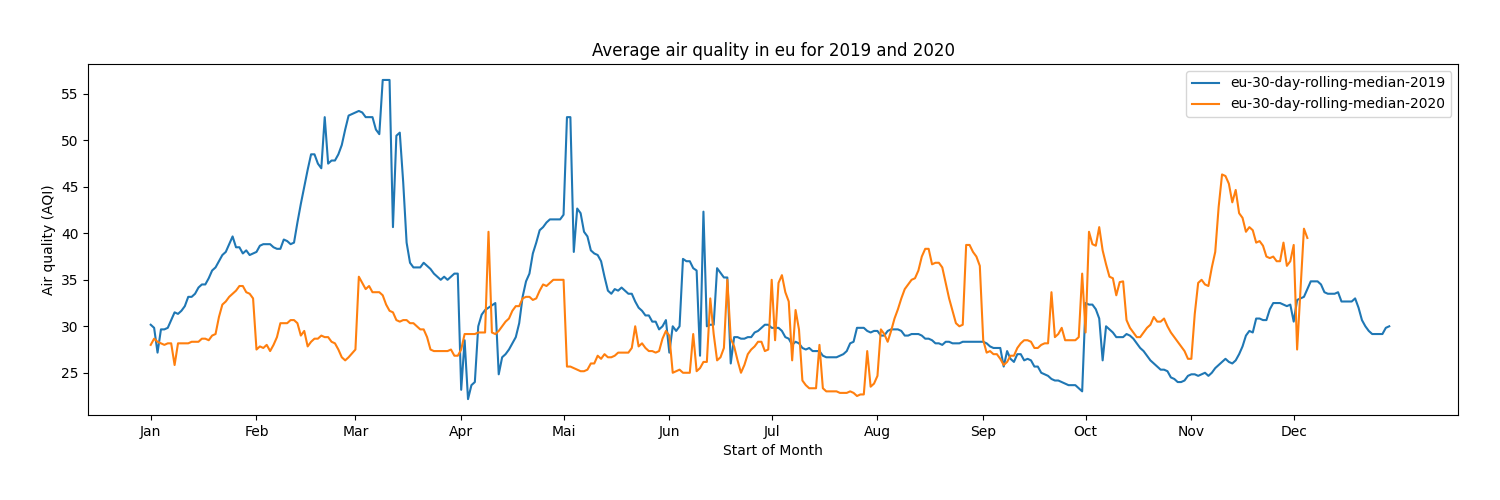 Average air quality in eu for 2019 and 2020
eu-30-day-rolling-median-2019
eu-30-day-rolling-median-2020
Air quality (AQI)
55
50
45
40
35
30
25
Jan Feb Mar Apr Mai Jun Jul Aug Sep Oct Nov Dec
Start of Month